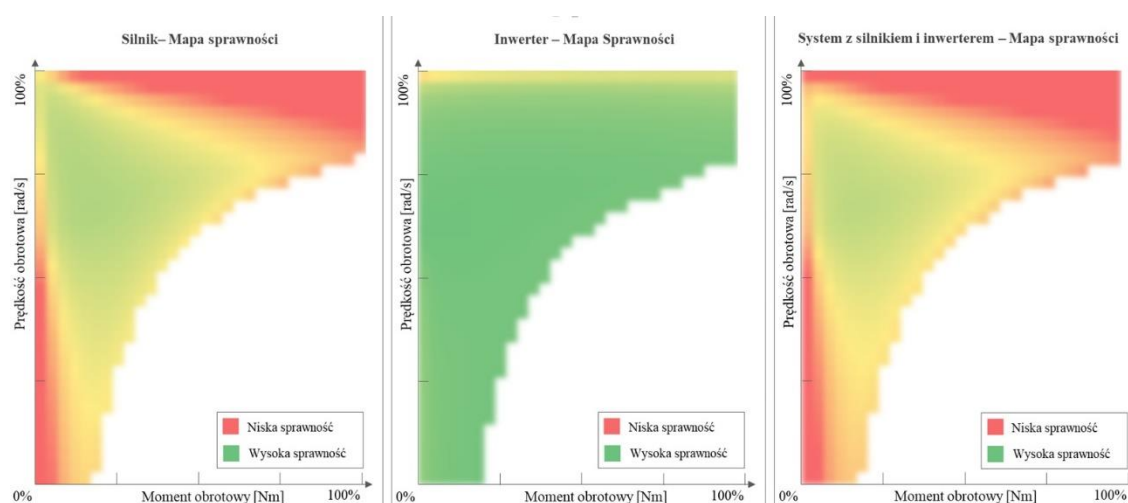 Silnik– Mapa sprawności
100%
Prędkość obrotowa [rad/s]
Niska sprawność
Wysoka sprawność
0%
Moment obrotowy [Nm]
100%
Inwerter – Mapa Sprawności
100%
Prędkość obrotowa [rad/s]
Niska sprawność
Wysoka sprawność
0%
Moment obrotowy [Nm]
100%
System z silnikiem i inwerterem – Mapa sprawności
100%
Prędkość obrotowa [rad/s]
Niska sprawność
Wysoka sprawność
0%
Moment obrotowy [Nm]
100%